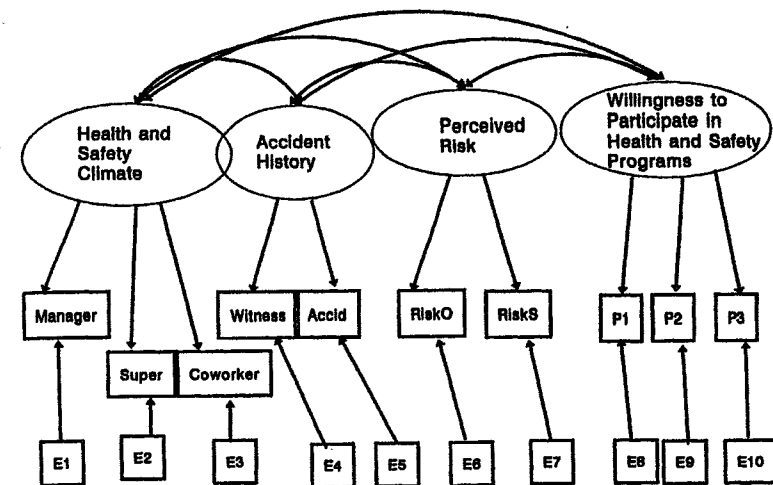 Health and
Safety
Climate
Accident
History
Perceived
Risk
Willingness to
Participate in
Health and Safety
Programs
Manager
Witness
Accid
RiskO
RiskS
P1
P2
P3
Super
Coworker
E1
E2
E3
E4
E5
E6
E7
E8
E9
E10